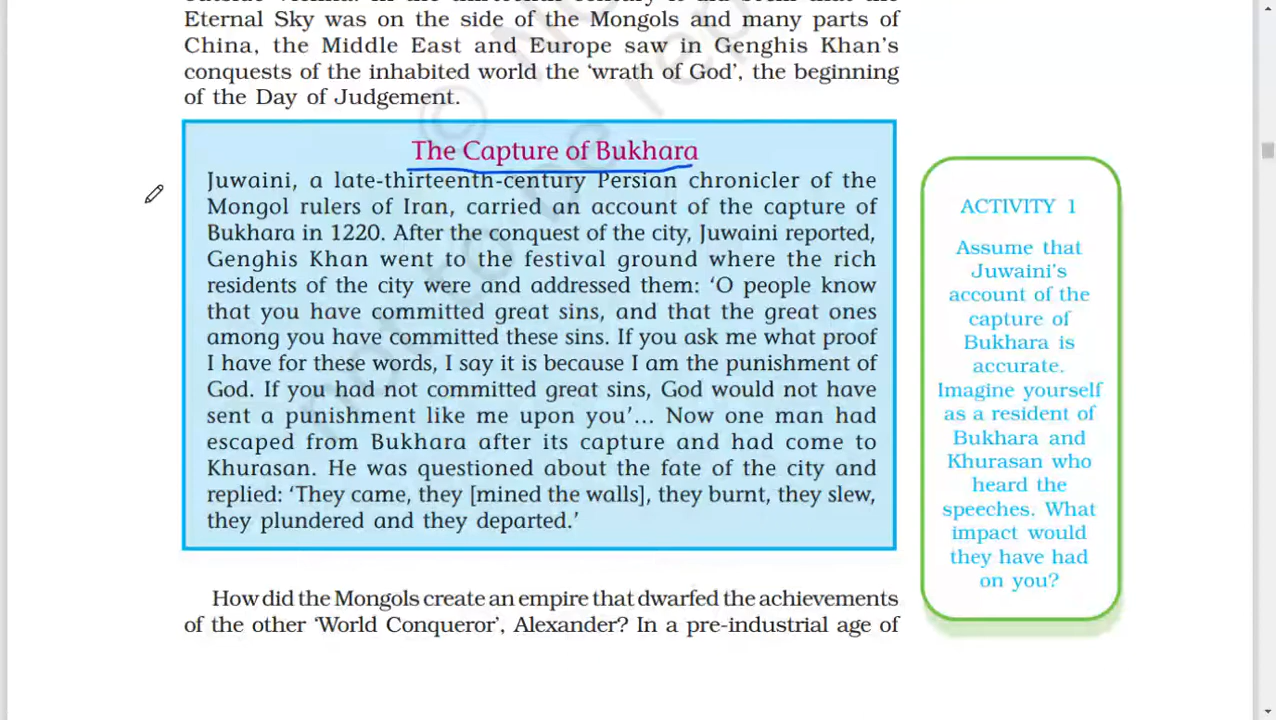 Eternal Sky was on the side of the Mongols and many parts of
China, the Middle East and Europe saw in Genghis Khan's
conquests of the inhabited world the 'wrath of God', the beginning
of the Day of Judgement.
The Capture of Bukhara
Juwaini, a late-thirteenth-century Persian chronicler of the
Mongol rulers of Iran, carried an account of the capture of
Bukhara in 1220. After the conquest of the city, Juwaini reported,
Genghis Khan went to the festival ground where the rich
residents of the city were and addressed them: 'O people know
that you have committed great sins, and that the great ones
among you have committed these sins. If you ask me what proof
I have for these words, I say it is because I am the punishment of
God. If you had not committed great sins, God would not have
sent a punishment like me upon you'... Now one man had
escaped from Bukhara after its capture and had come to
Khurasan. He was questioned about the fate of the city and
replied: 'They came, they [mined the walls], they burnt, they slew,
they plundered and they departed.'
ACTIVITY 1
Assume that
Juwaini's
account of the
capture of
Bukhara is
accurate.
Imagine yourself
as a resident of
Bukhara and
Khurasan who
heard the
speeches. What
impact would
they have had
on you?
How did the Mongols create an empire that dwarfed the achievements
of the other 'World Conqueror', Alexander? In a pre-industrial age of
not to be rep
©